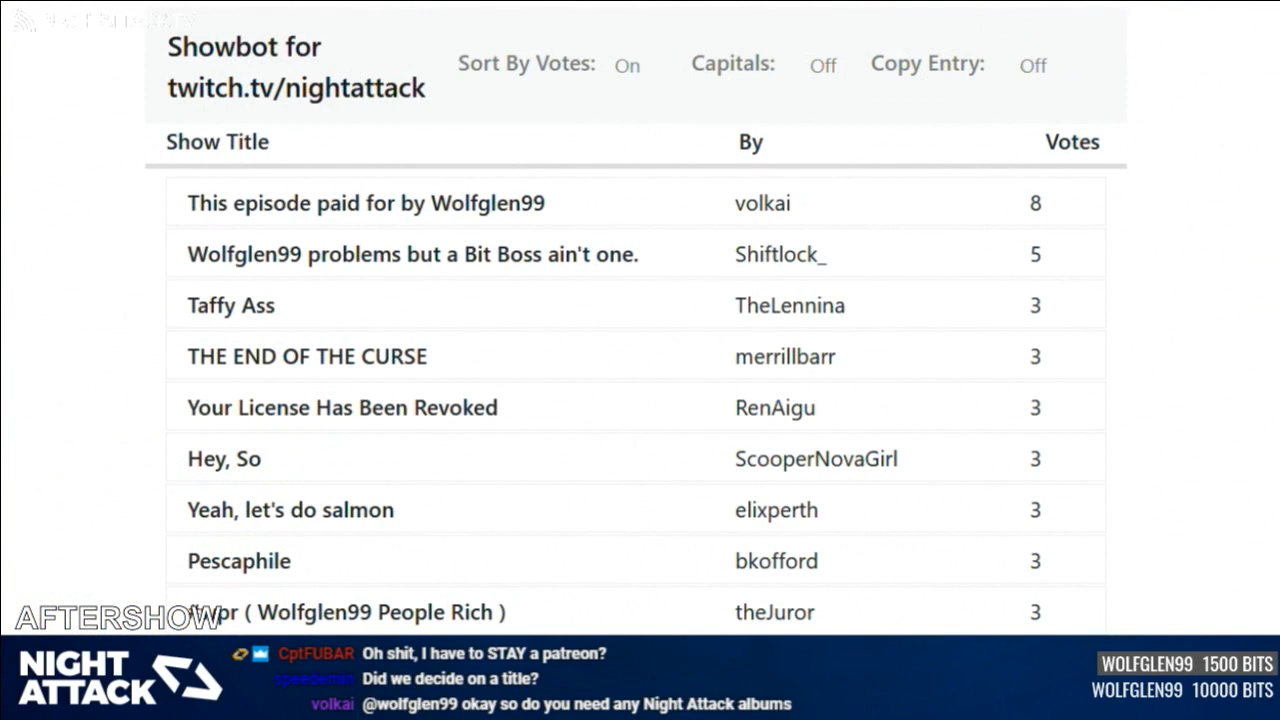 Showbot for
twitch.tv/nightattack
Sort By Votes: On
Capitals: Off
Copy Entry: Off
Show Title By Votes
This episode paid for by Wolfglen99 volkai 8
Wolfglen99 problems but a Bit Boss ain't one. Shiftlock_ 5
Taffy Ass TheLennina 3
THE END OF THE CURSE merrillbarr 3
Your License Has Been Revoked RenAigu 3
Hey, So ScooperNovaGirl 3
Yeah, let's do salmon elixperth 3
Pescaphile bkofford 3
( Wolfglen99 People Rich ) theJuror 3
AFTERSHOW
NIGHT
ATTACK
CptFUBAR Oh shit, I have to STAY a patreon?
Did we decide on a title?
volkai @wolfglen99 okay so do you need any Night Attack albums
WOLFGLEN99 1500 BITS
WOLFGLEN99 10000 BITS